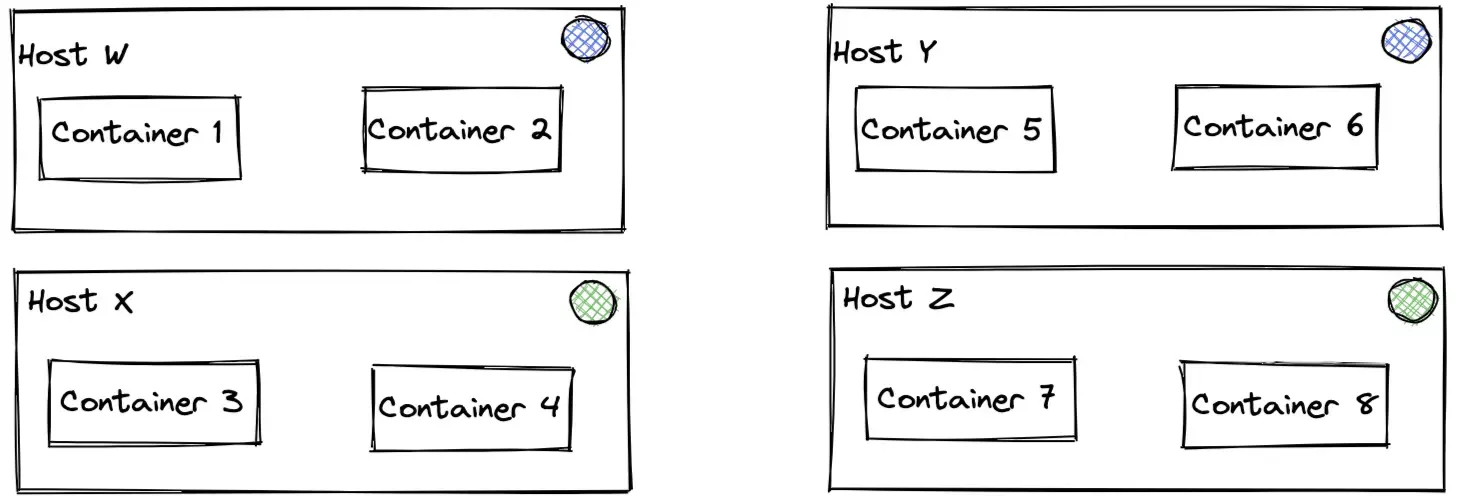 Host W
Container 1
Container 2
Host Y
Container 5
Container 6
Host X
Container 3
Container 4
Host Z
Container 7
Container 8